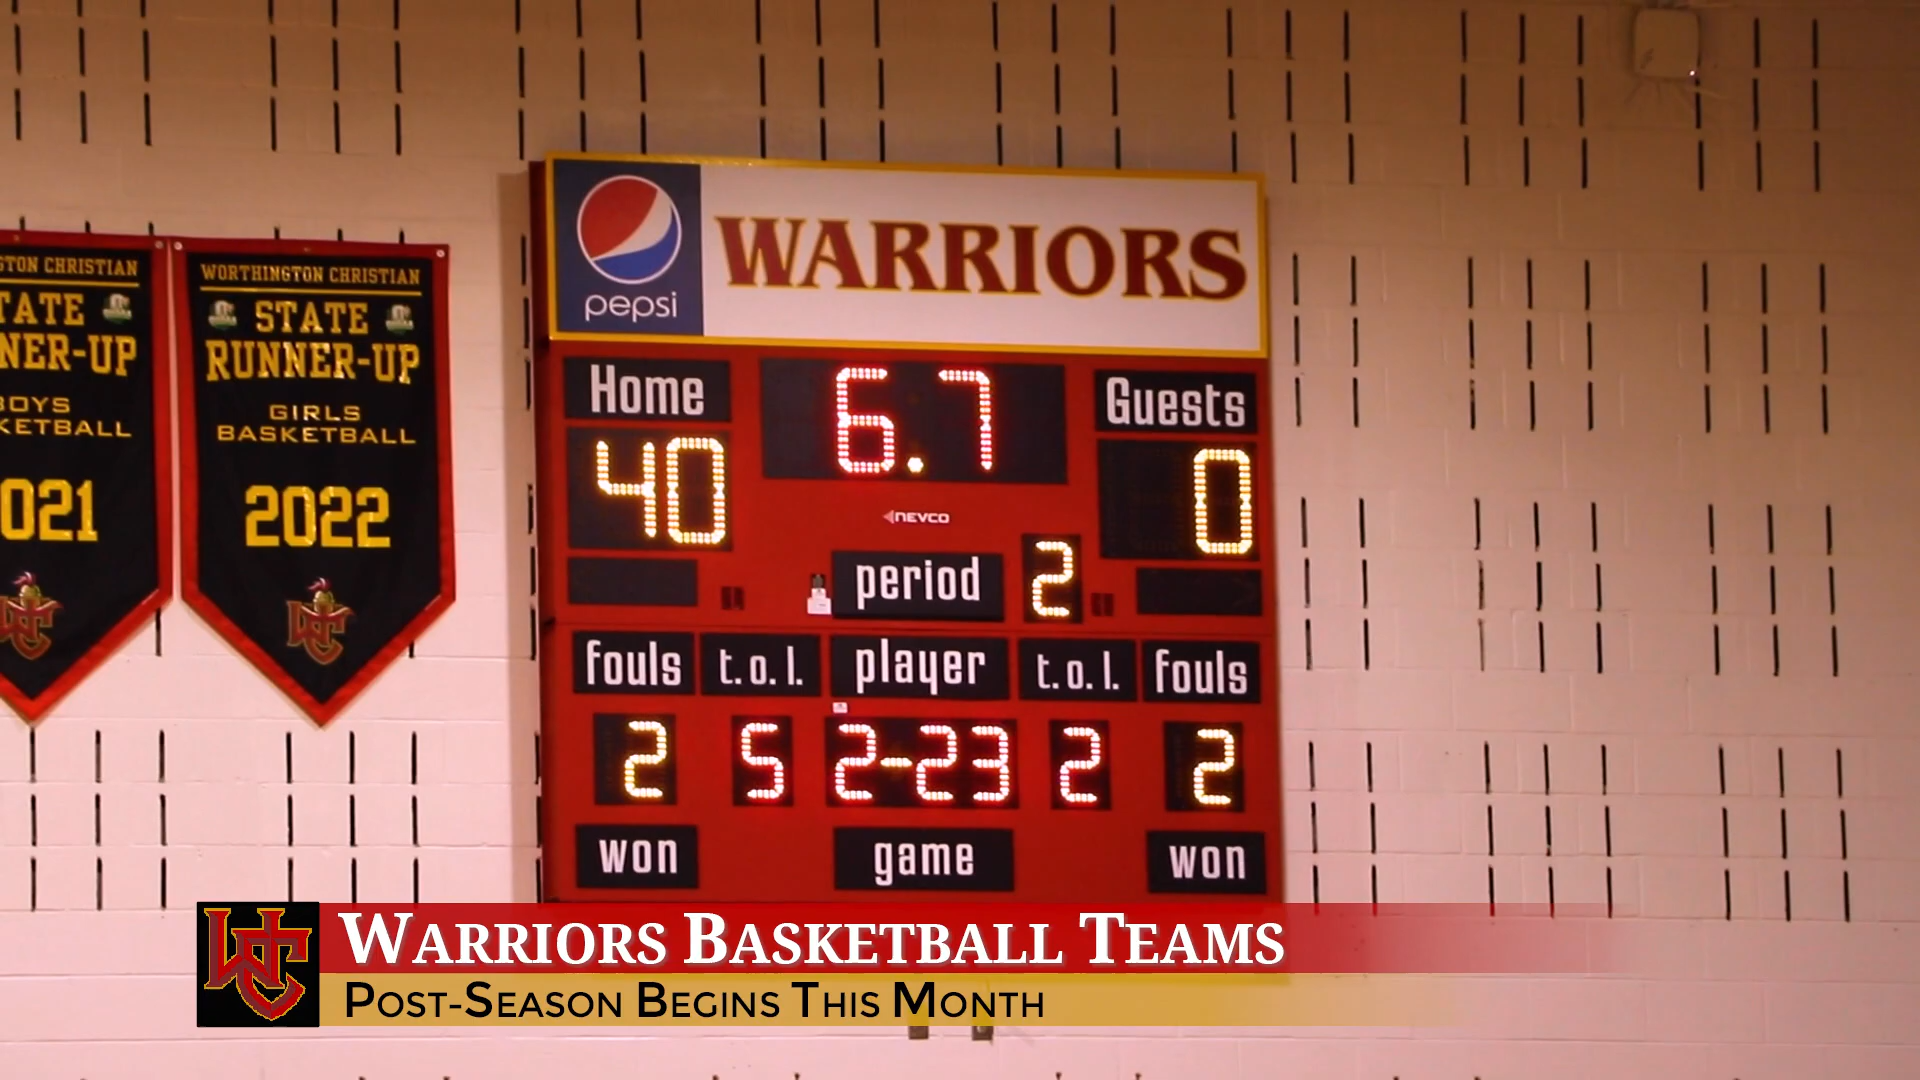 STON CHRISTIAN
TATE
NER-UP
BOYS
KETBALL
021
WORTHINGTON CHRISTIAN
STATE
RUNNER-UP
GIRLS
BASKETBALL
2022
WC
pepsi
WARRIORS
Home
6.7
Guests
40
0
NEVCO
period
2
fouls
t.o.l.
player
t.o.l.
fouls
2
5
2-23
2
2
won
game
won
WC
WARRIORS BASKETBALL TEAMS
POST-SEASON BEGINS THIS MONTH